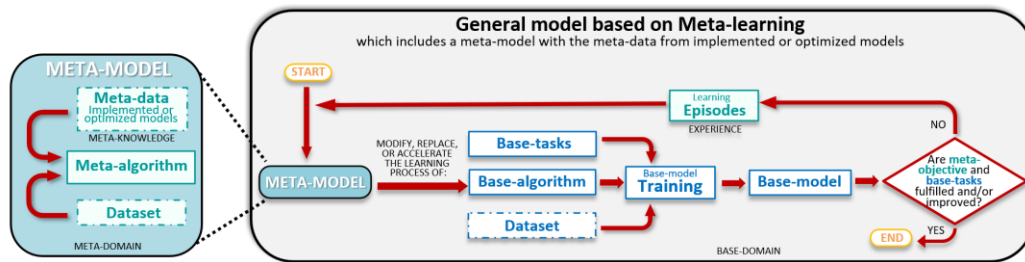 META-MODEL
Meta-data
Implemented or
optimized models
META-KNOWLEDGE
Meta-algorithm
Dataset
META-DOMAIN
General model based on Meta-learning
which includes a meta-model with the meta-data from implemented or optimized models
START
Learning
Episodes
EXPERIENCE
NO
MODIFY, REPLACE,
OR ACCELERATE
THE LEARNING
PROCESS OF:
META-MODEL
Base-tasks
Base-algorithm
Dataset
Base-model
Training
Base-model
Are meta-
objective and
base-tasks
fulfilled and/or
improved?
YES
END
BASE-DOMAIN